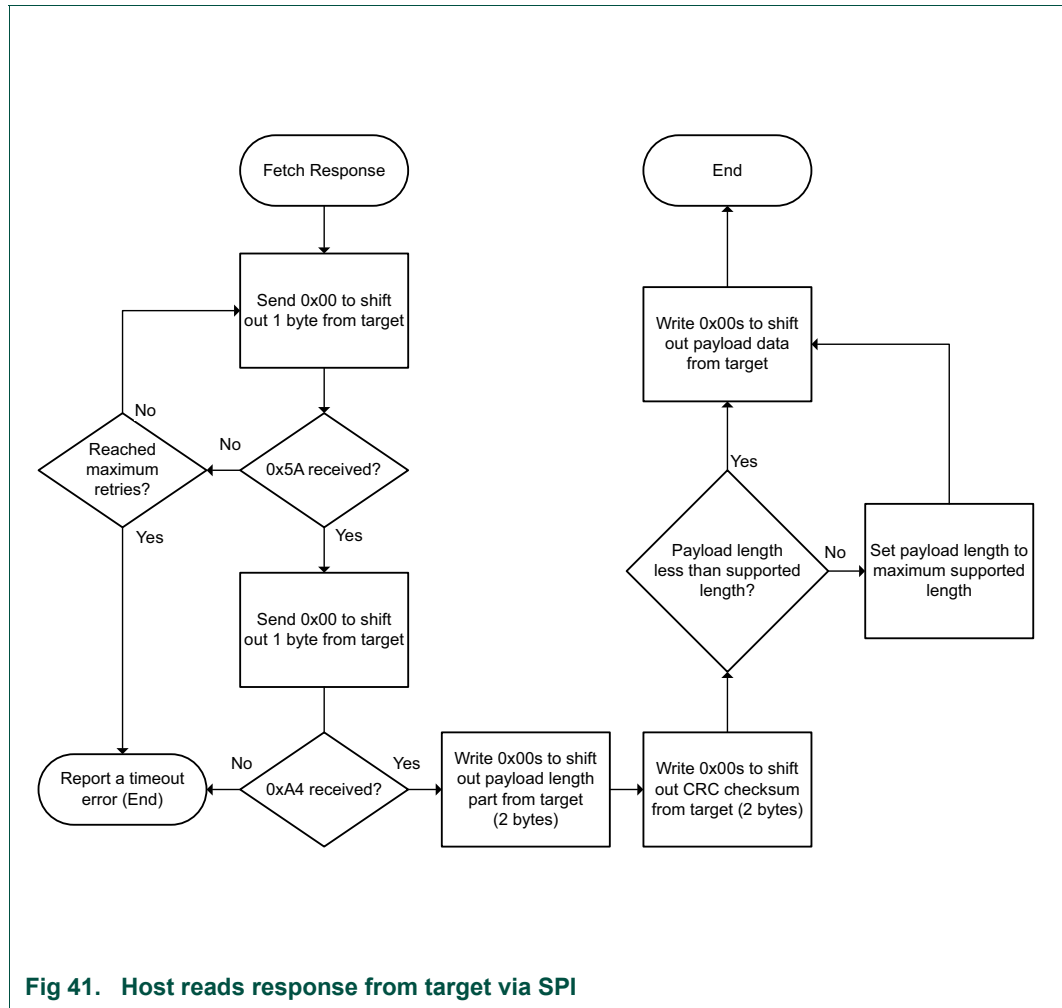 Fetch Response
End
Send 0x00 to shift
out 1 byte from target
Write 0x00s to shift
out payload data
from target
No
Reached
maximum
retries?
No
0x5A received?
Yes
Yes
Yes
Payload length
less than supported
length?
No
Set payload length to
maximum supported
length
Send 0x00 to shift
out 1 byte from target
Report a timeout
error (End)
No
0xA4 received?
Yes
Write 0x00s to shift
out payload length
part from target
(2 bytes)
Write 0x00s to shift
out CRC checksum
from target (2 bytes)
Fig 41. Host reads response from target via SPI